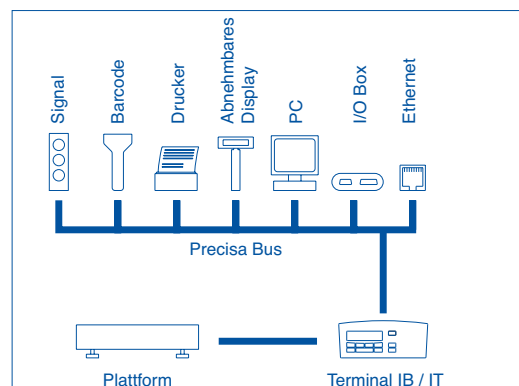 Signal
Barcode
Drucker
Abnehmbares
Display
PC
I/O Box
Ethernet
Precisa Bus
Plattform
Terminal IB / IT